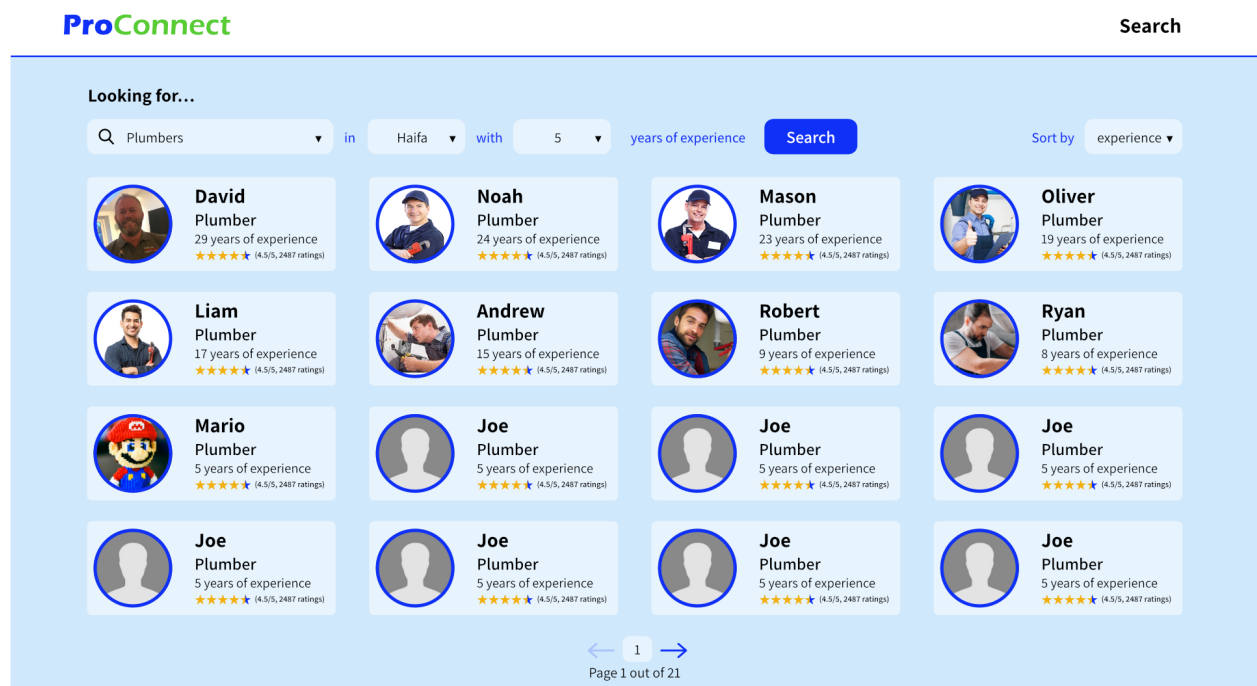 ProConnect
Search
Looking for...
Plumbers ▾ in Haifa ▾ with 5 ▾ years of experience Search Sort by experience ▾
David
Plumber
29 years of experience
(4.5/5, 2487 ratings)
Noah
Plumber
24 years of experience
(4.5/5, 2487 ratings)
Mason
Plumber
23 years of experience
(4.5/5, 2487 ratings)
Oliver
Plumber
19 years of experience
(4.5/5, 2487 ratings)
Liam
Plumber
17 years of experience
(4.5/5, 2487 ratings)
Andrew
Plumber
15 years of experience
(4.5/5, 2487 ratings)
Robert
Plumber
9 years of experience
(4.5/5, 2487 ratings)
Ryan
Plumber
8 years of experience
(4.5/5, 2487 ratings)
Mario
Plumber
5 years of experience
(4.5/5, 2487 ratings)
Joe
Plumber
5 years of experience
(4.5/5, 2487 ratings)
Joe
Plumber
5 years of experience
(4.5/5, 2487 ratings)
Joe
Plumber
5 years of experience
(4.5/5, 2487 ratings)
Joe
Plumber
5 years of experience
(4.5/5, 2487 ratings)
Joe
Plumber
5 years of experience
(4.5/5, 2487 ratings)
Joe
Plumber
5 years of experience
(4.5/5, 2487 ratings)
Joe
Plumber
5 years of experience
(4.5/5, 2487 ratings)
1
Page 1 out of 21